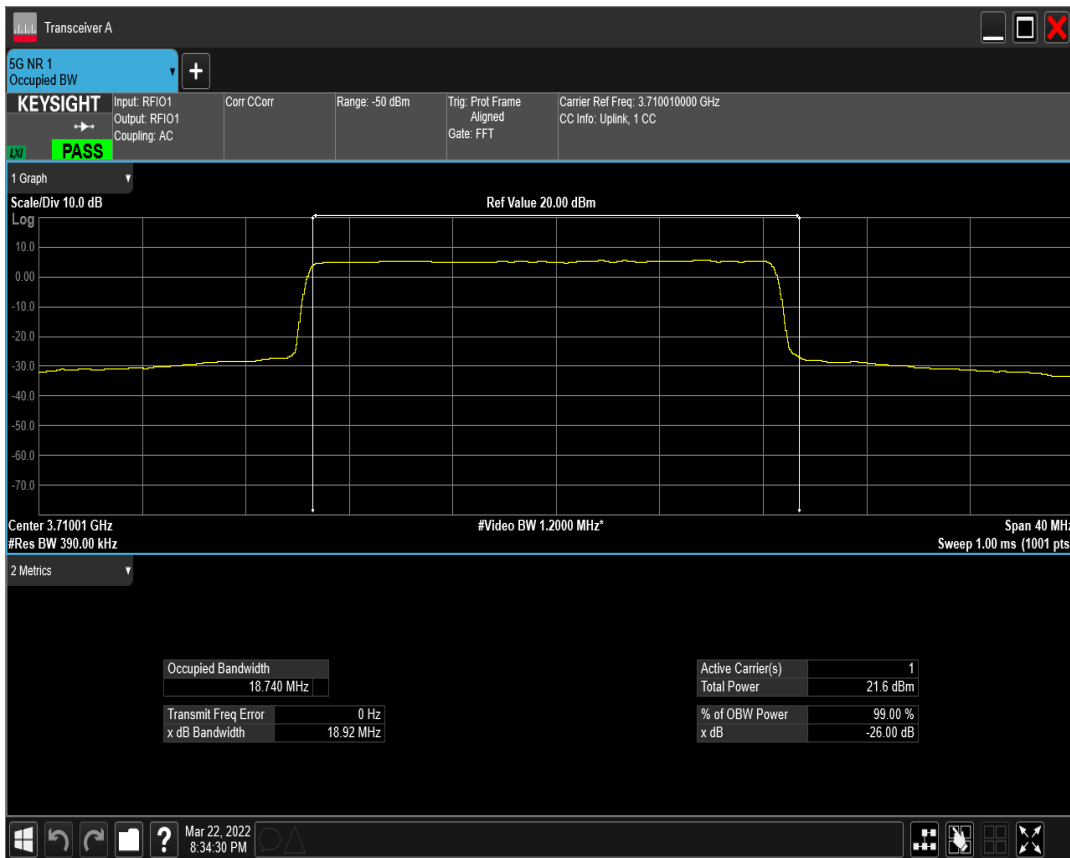 Transceiver A
5G NR 1
Occupied BW
+
KEYSIGHT
LXI
PASS
Input: RFIO1
Output: RFIO1
Coupling: AC
Corr CCorr
Range: -50 dBm
Trig: Prot Frame
Aligned
Gate: FFT
Carrier Ref Freq: 3.710010000 GHz
CC Info: Uplink, 1 CC
1 Graph
Scale/Div 10.0 dB
Ref Value 20.00 dBm
Log
10.0
0.00
-10.0
-20.0
-30.0
-40.0
-50.0
-60.0
-70.0
Center 3.71001 GHz
#Video BW 1.2000 MHz*
Span 40 MHz
#Res BW 390.00 kHz
Sweep 1.00 ms (1001 pts
2 Metrics
Occupied Bandwidth
18.740 MHz
Transmit Freq Error 0 Hz
x dB Bandwidth 18.92 MHz
Active Carrier(s) 1
Total Power 21.6 dBm
% of OBW Power 99.00 %
x dB -26.00 dB
?
Mar 22, 2022
8:34:30 PM